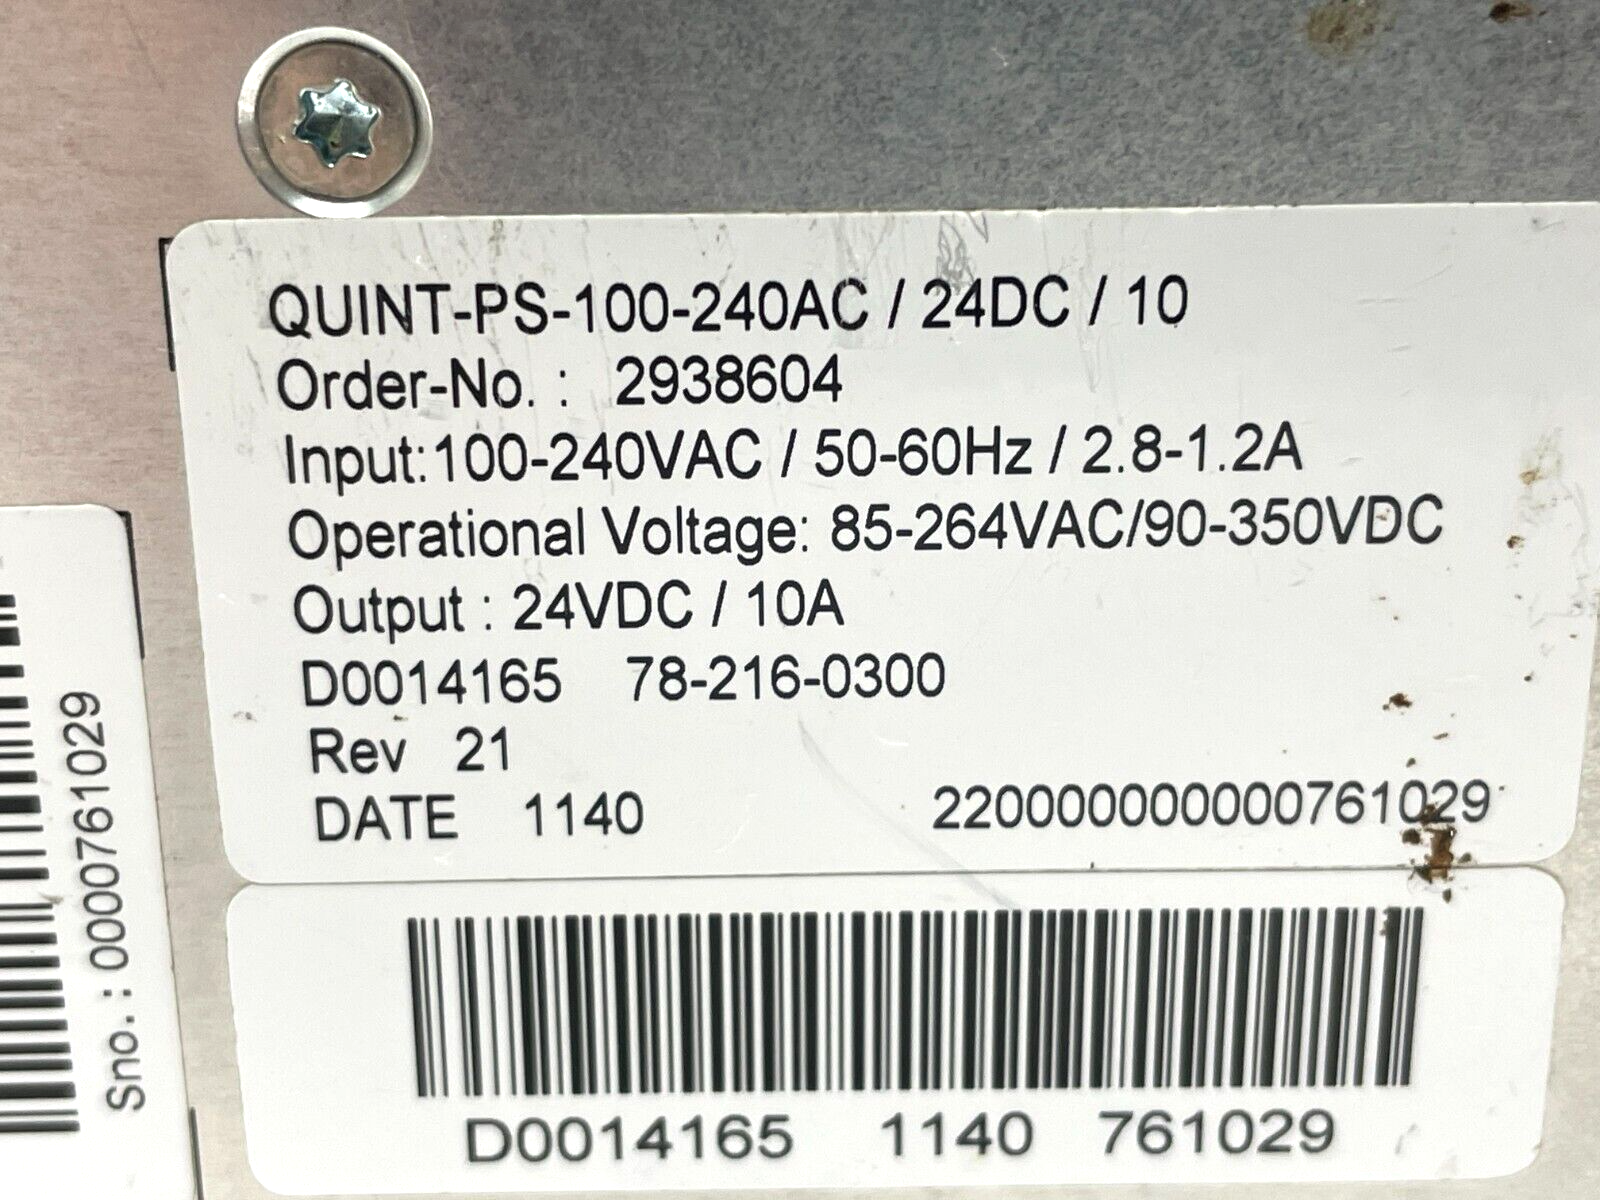 QUINT-PS-100-240AC / 24DC / 10
Order-No. : 2938604
Input:100-240VAC / 50-60Hz / 2.8-1.2A
Operational Voltage: 85-264VAC/90-350VDC
Output : 24VDC / 10A
D0014165 78-216-0300
Rev 21
DATE 1140 220000000000761029
D0014165 1140 761029
Sno. : 0000761029